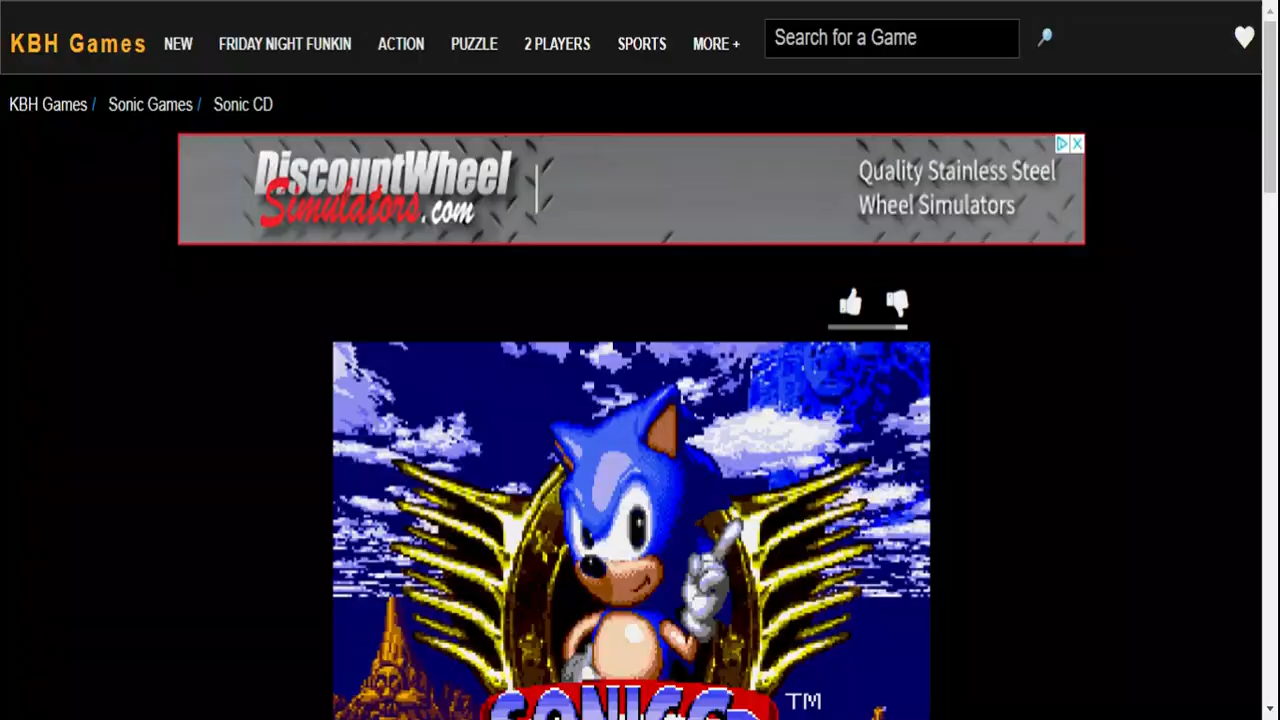 KBH Games NEW FRIDAY NIGHT FUNKIN ACTION PUZZLE 2 PLAYERS SPORTS MORE + Search for a Game
KBH Games / Sonic Games / Sonic CD
DiscountWheel
Simulators.com
Quality Stainless Steel
Wheel Simulators
SONIC TM